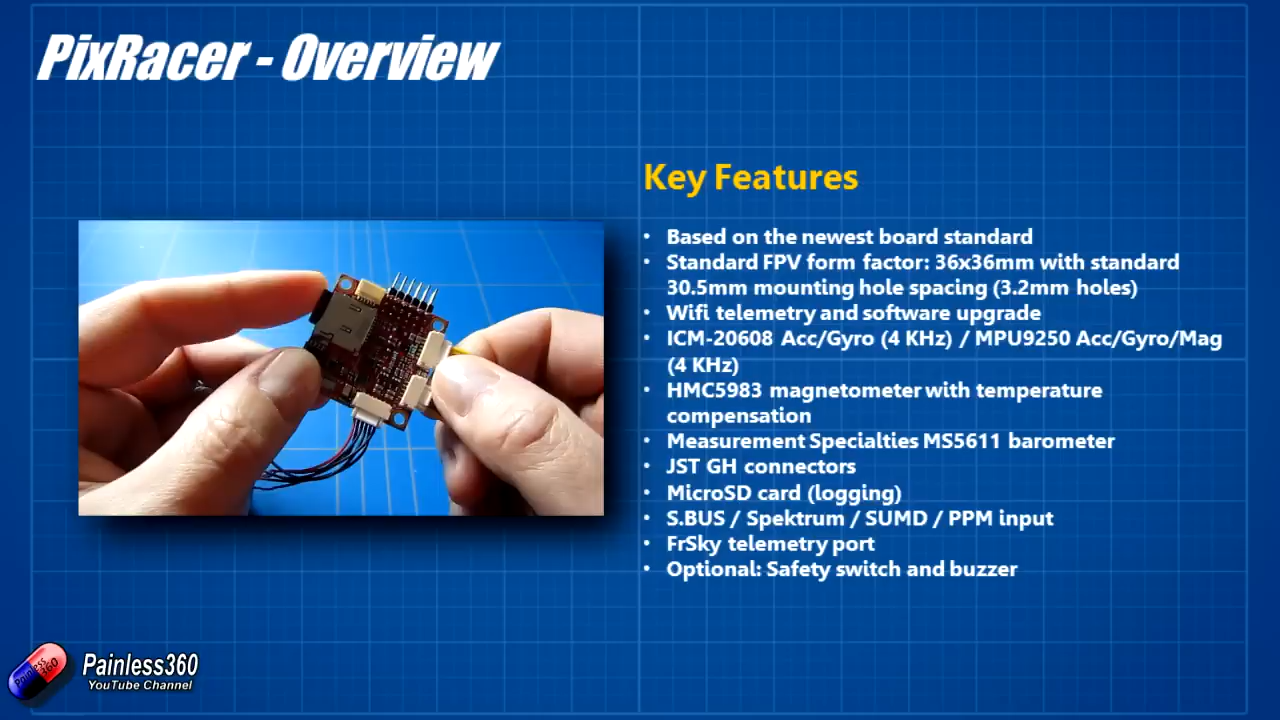 PixRacer - Overview
Key Features
• Based on the newest board standard
• Standard FPV form factor: 36x36mm with standard
30.5mm mounting hole spacing (3.2mm holes)
• Wifi telemetry and software upgrade
• ICM-20608 Acc/Gyro (4 KHz) / MPU9250 Acc/Gyro/Mag
(4 KHz)
• HMC5983 magnetometer with temperature
compensation
• Measurement Specialties MS5611 barometer
• JST GH connectors
• MicroSD card (logging)
• S.BUS / Spektrum / SUMD / PPM input
• FrSky telemetry port
• Optional: Safety switch and buzzer
Painless
360
Painless360
YouTube Channel